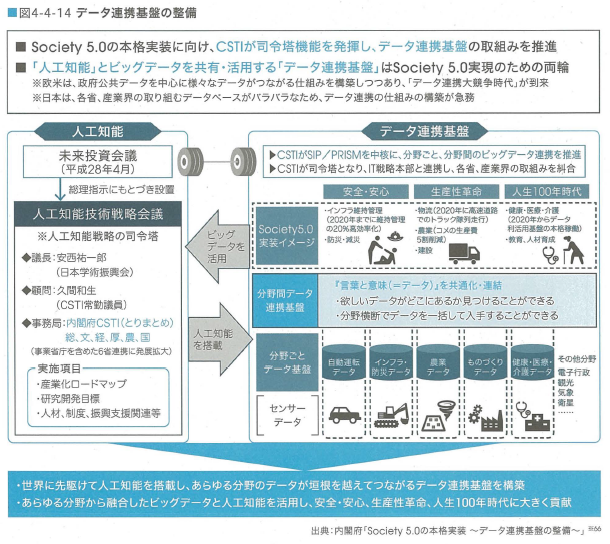 ■図4-4-14 データ連携基盤の整備
■ Society 5.0の本格実装に向け、CSTIが司令塔機能を発揮し、データ連携基盤の取組みを推進
■ 「人工知能」とビッグデータを共有・活用する「データ連携基盤」はSociety 5.0実現のための両輪
※欧米は、政府公共データを中心に様々なデータがつながる仕組みを構築しつつあり、「データ連携大競争時代」が到来
※日本は、各省、産業界の取り組むデータベースがバラバラなため、データ連携の仕組みの構築が急務
人工知能
未来投資会議
(平成28年4月)
総理指示にもとづき設置
人工知能技術戦略会議
※人工知能戦略の司令塔
◆議長:安西祐一郎
(日本学術振興会)
◆顧問:久間和生
(CSTI常勤議員)
◆事務局:内閣府CSTI(とりまとめ)
総、文、経、厚、農、国
(事業省庁を含めた6省連携に発展拡大)
実施項目
・産業化ロードマップ
・研究開発目標
・人材、制度、振興支援関連等
ビッグ
データを
活用
人工知能
を搭載
データ連携基盤
▶CSTIがSIP/PRISMを中核に、分野ごと、分野間のビッグデータ連携を推進
▶CSTIが司令塔となり、IT戦略本部と連携し、各省、産業界の取組を糾合
安全・安心
生産性革命
人生100年時代
Society5.0
実装イメージ
・インフラ維持管理
(2020年までに維持管理
の20%高効率化)
・防災・減災
・物流(2020年に高速道路
でのトラック隊列走行)
・農業(コメの生産費
5割削減)
・建設
・健康・医療・介護
(2020年からデータ
利活用基盤の本格稼働)
・教育、人材育成
分野間データ
連携基盤
『言葉と意味(=データ)』を共通化・連結
・欲しいデータがどこにあるか見つけることができる
・分野横断でデータを一括して入手することができる
分野ごと
データ基盤
自動運転
データ
インフラ・
防災データ
農業
データ
ものづくり
データ
健康・医療・
介護データ
その他分野
電子行政
観光
気象
衛星
……
センサー
データ
・世界に先駆けて人工知能を搭載し、あらゆる分野のデータが垣根を越えてつながるデータ連携基盤を構築
・あらゆる分野から融合したビッグデータと人工知能を活用し、安全・安心、生産性革命、人生100年時代に大きく貢献
出典:内閣府「Society 5.0の本格実装 ～データ連携基盤の整備～」※66